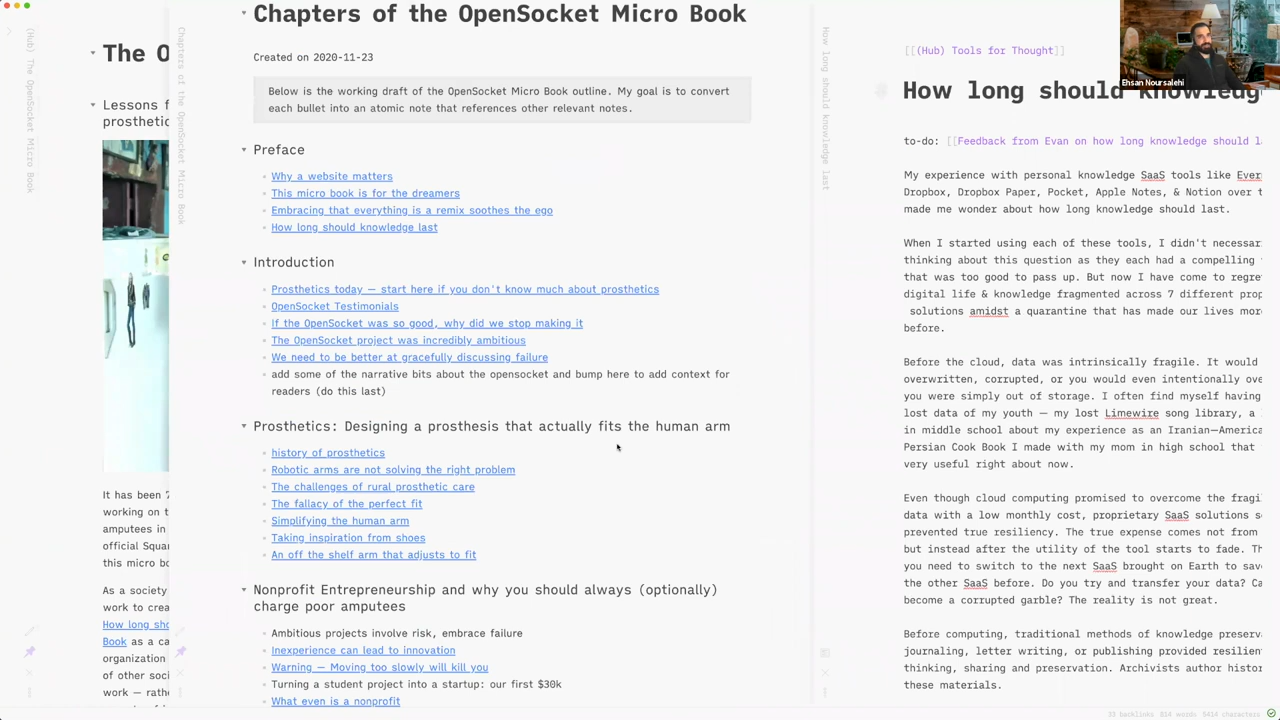 (Hub) The OpenSocket Micro Book
The O
Lessons f
prosthetic
It has been 7
working on t
amputees in
official Squar
this micro bo
As a society
work to crea
How long sho
Book as a ca
organization
of other soci
work — rathe
Chapters of the OpenSocket Micro Book
Chapters of the OpenSocket Micro Book
Created on 2020-11-23
Below is the working draft of the OpenSocket Micro Book outline. My goal is to convert
each bullet into an atomic note that references other relevant notes.
Preface
Why a website matters
This micro book is for the dreamers
Embracing that everything is a remix soothes the ego
How long should knowledge last
Introduction
Prosthetics today — start here if you don't know much about prosthetics
OpenSocket Testimonials
If the OpenSocket was so good, why did we stop making it
The OpenSocket project was incredibly ambitious
We need to be better at gracefully discussing failure
add some of the narrative bits about the opensocket and bump here to add context for
readers (do this last)
Prosthetics: Designing a prosthesis that actually fits the human arm
history of prosthetics
Robotic arms are not solving the right problem
The challenges of rural prosthetic care
The fallacy of the perfect fit
Simplifying the human arm
Taking inspiration from shoes
An off the shelf arm that adjusts to fit
Nonprofit Entrepreneurship and why you should always (optionally)
charge poor amputees
Ambitious projects involve risk, embrace failure
Inexperience can lead to innovation
Warning — Moving too slowly will kill you
Turning a student project into a startup: our first $30k
What even is a nonprofit
How long should knowledge last
[[(Hub) Tools for Thought]]
Ehsan Noursalehi
How long should knowledg
to-do: [[Feedback from Evan on how long knowledge should l
My experience with personal knowledge SaaS tools like Ever
Dropbox, Dropbox Paper, Pocket, Apple Notes, & Notion over t
made me wonder about how long knowledge should last.
When I started using each of these tools, I didn't necessar
thinking about this question as they each had a compelling
that was too good to pass up. But now I have come to regre
digital life & knowledge fragmented across 7 different prop
solutions amidst a quarantine that has made our lives more
before.
Before the cloud, data was intrinsically fragile. It would
overwritten, corrupted, or you would even intentionally ove
you were simply out of storage. I often find myself having
lost data of my youth — my lost Limewire song library, a
in middle school about my experience as an Iranian-America
Persian Cook Book I made with my mom in high school that
very useful right about now.
Even though cloud computing promised to overcome the fragi
data with a low monthly cost, proprietary SaaS solutions s
prevented true resiliency. The true expense comes not from
but instead after the utility of the tool starts to fade. Th
you need to switch to the next SaaS brought on Earth to sav
the other SaaS before. Do you try and transfer your data? Ca
become a corrupted garble? The reality is not great.
Before computing, traditional methods of knowledge preserv
journaling, letter writing, or publishing provided resilien
thinking, sharing and preservation. Archivists author histor
these materials.
33 backlinks 814 words 5414 characters